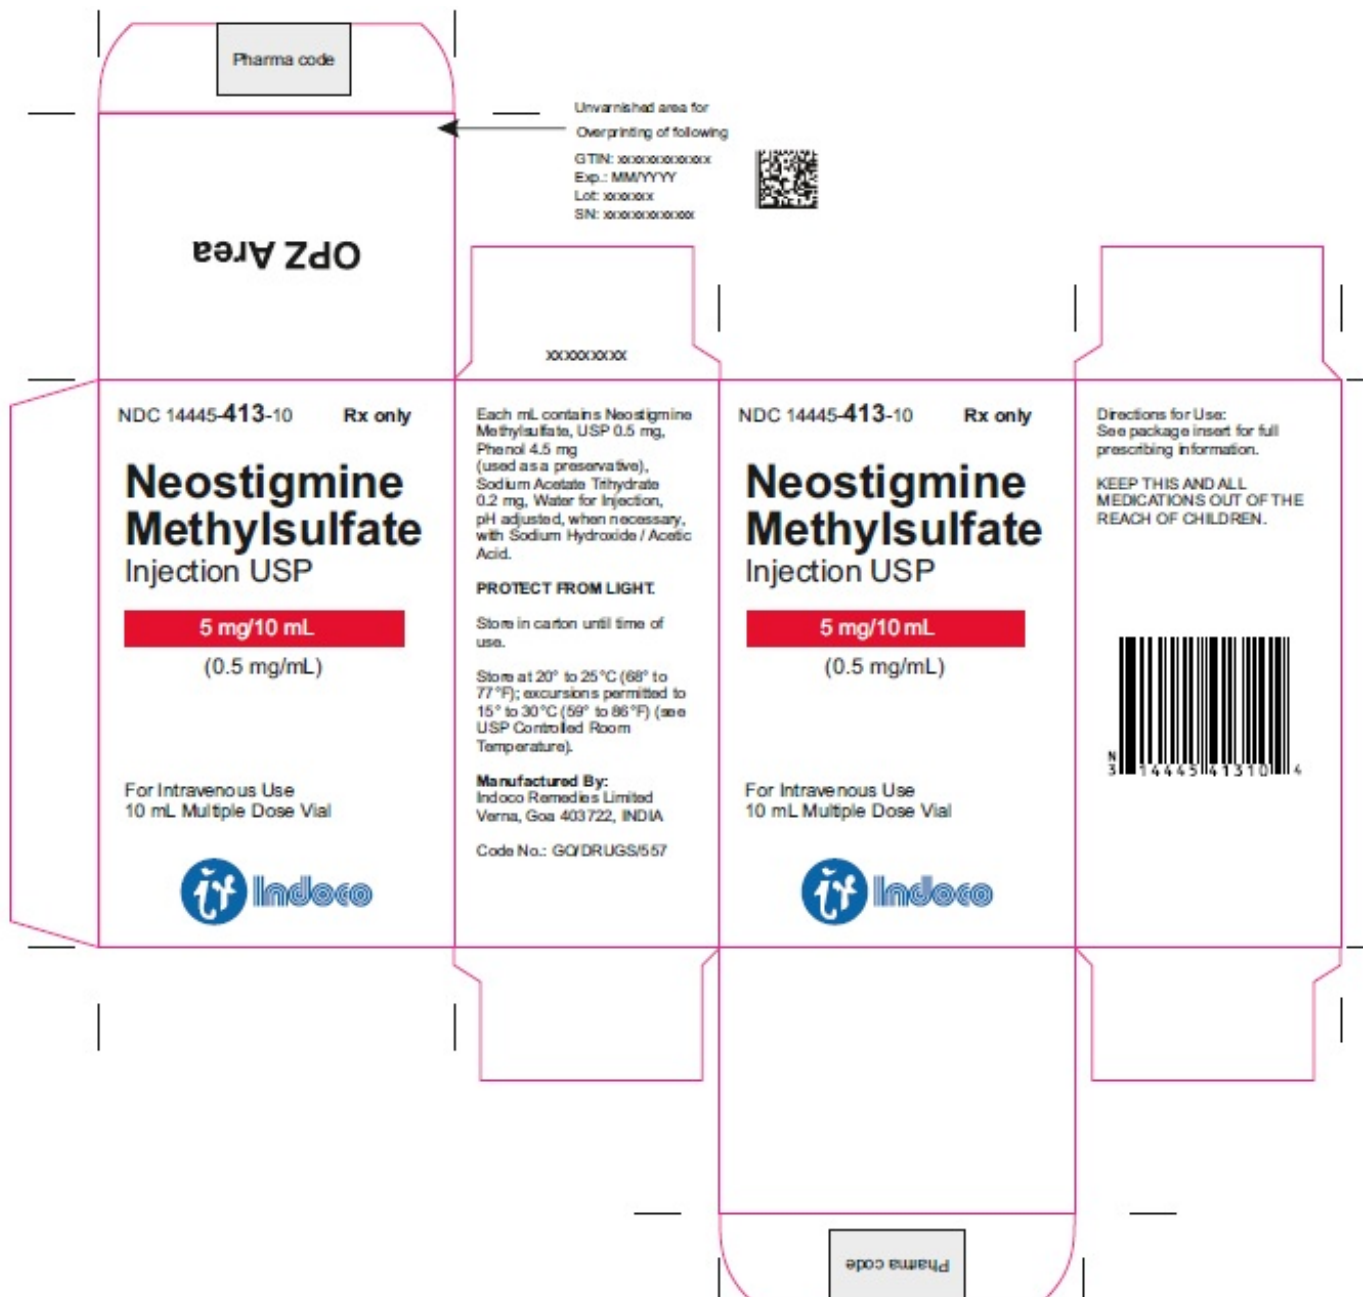 Pharma code
Unvarnished area for
Overprinting of following
GTIN: xxxxxxxxxxxx
Exp.: MM/YYYY
Lot: xxxxxxx
SN: xxxxxxxxxxxx
OPZ Area
xxxxxxxxx
NDC 14445-413-10 Rx only
Neostigmine
Methylsulfate
Injection USP
5 mg/10 mL
(0.5 mg/mL)
For Intravenous Use
10 mL Multiple Dose Vial
Indoco
Each mL contains Neostigmine
Methylsulfate, USP 0.5 mg,
Phenol 4.5 mg
(used as a preservative),
Sodium Acetate Trihydrate
0.2 mg, Water for Injection,
pH adjusted, when necessary,
with Sodium Hydroxide / Acetic
Acid.
PROTECT FROM LIGHT.
Store in carton until time of
use.
Store at 20° to 25°C (68° to
77°F); excursions permitted to
15° to 30°C (59° to 86°F) (see
USP Controlled Room
Temperature).
Manufactured By:
Indoco Remedies Limited
Verna, Goa 403722, INDIA
Code No.: GO/DRUGS/557
NDC 14445-413-10 Rx only
Neostigmine
Methylsulfate
Injection USP
5 mg/10 mL
(0.5 mg/mL)
For Intravenous Use
10 mL Multiple Dose Vial
Indoco
Directions for Use:
See package insert for full
prescribing information.
KEEP THIS AND ALL
MEDICATIONS OUT OF THE
REACH OF CHILDREN.
N
3 14445 41310 4
Pharma code